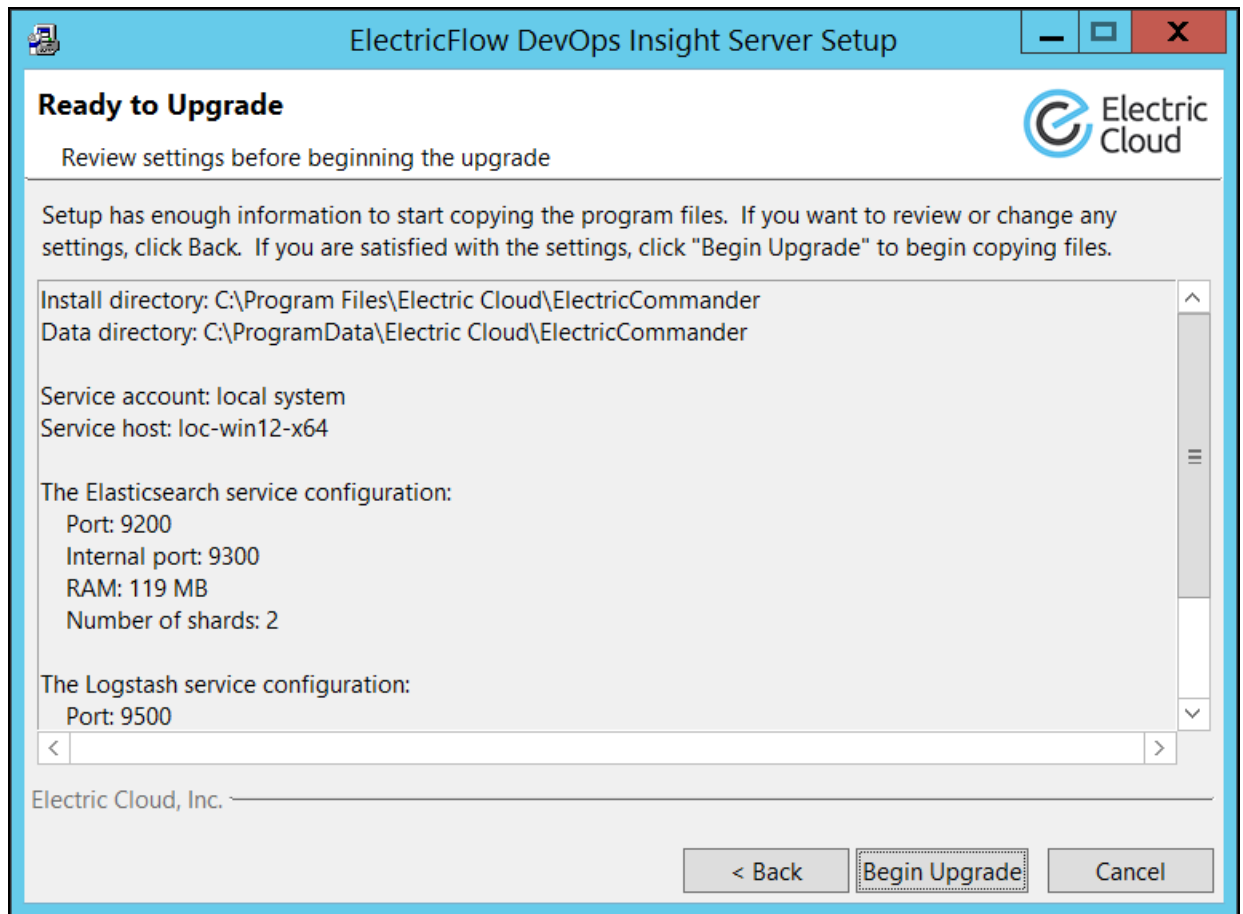 ElectricFlow DevOps Insight Server Setup
Ready to Upgrade
Review settings before beginning the upgrade
Electric
Cloud
Setup has enough information to start copying the program files.  If you want to review or change any
settings, click Back.  If you are satisfied with the settings, click "Begin Upgrade" to begin copying files.
Install directory: C:\Program Files\Electric Cloud\ElectricCommander
Data directory: C:\ProgramData\Electric Cloud\ElectricCommander
Service account: local system
Service host: loc-win12-x64
The Elasticsearch service configuration:
Port: 9200
Internal port: 9300
RAM: 119 MB
Number of shards: 2
The Logstash service configuration:
Port: 9500
Electric Cloud, Inc.
< Back
Begin Upgrade
Cancel